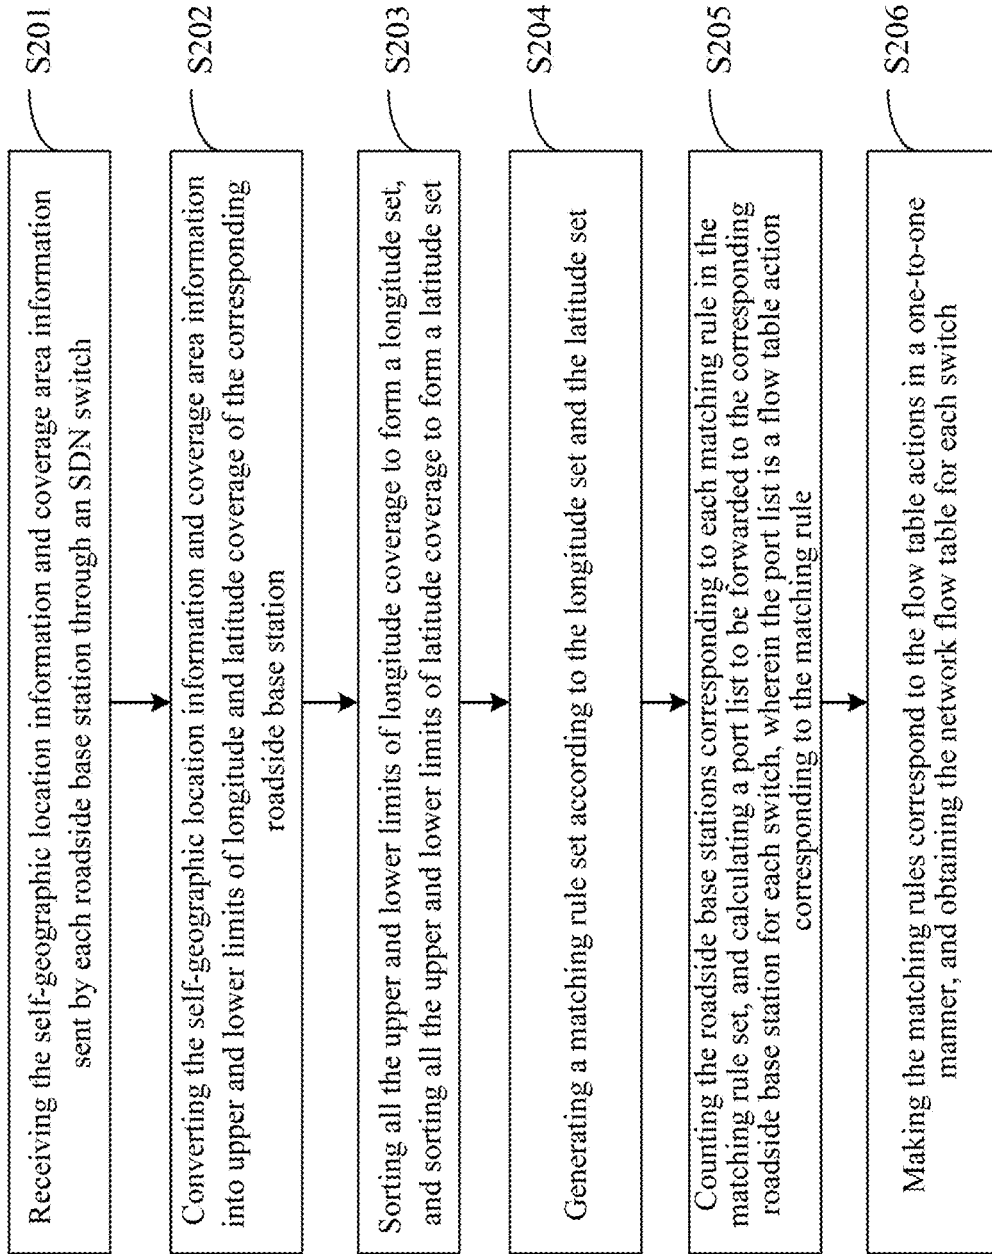 Receiving the self-geographic location information and coverage area information
sent by each roadside base station through an SDN switch
S201
Converting the self-geographic location information and coverage area information
into upper and lower limits of longitude and latitude coverage of the corresponding
roadside base station
S202
Sorting all the upper and lower limits of longitude coverage to form a longitude set,
and sorting all the upper and lower limits of latitude coverage to form a latitude set
S203
Generating a matching rule set according to the longitude set and the latitude set
S204
Counting the roadside base stations corresponding to each matching rule in the
matching rule set, and calculating a port list to be forwarded to the corresponding
roadside base station for each switch, wherein the port list is a flow table action
corresponding to the matching rule
S205
Making the matching rules correspond to the flow table actions in a one-to-one
manner, and obtaining the network flow table for each switch
S206